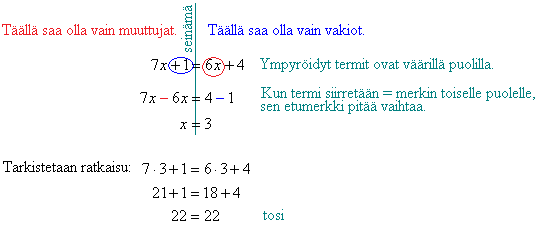 Täällä saa olla vain muuttujat. seinämä Täällä saa olla vain vakiot.
7x + 1 = 6x + 4 Ympyröidyt termit ovat väärillä puolilla.
7x − 6x = 4 − 1 Kun termi siirretään = merkin toiselle puolelle,
sen etumerkki pitää vaihtaa.
x = 3
Tarkistetaan ratkaisu: 7 · 3 + 1 = 6 · 3 + 4
21 + 1 = 18 + 4
22 = 22 tosi